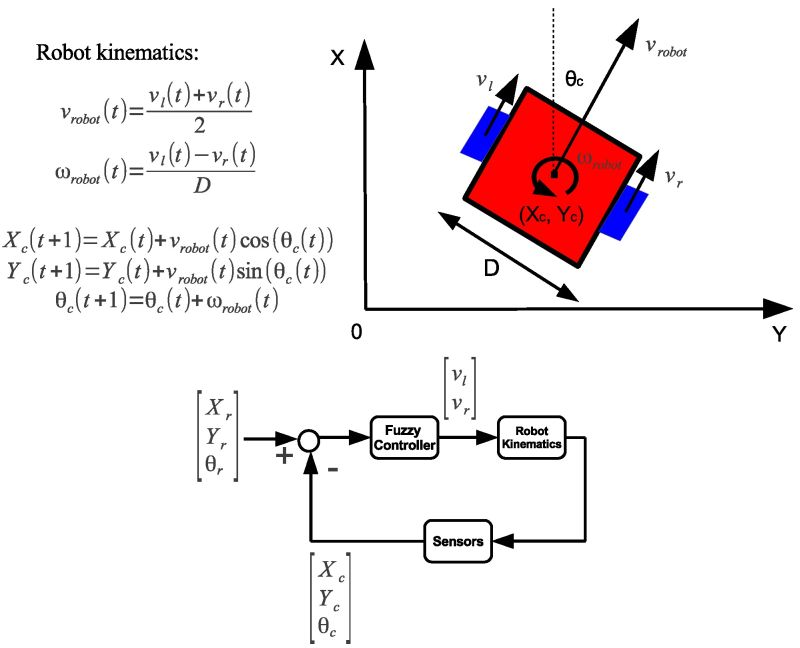 Robot kinematics:
v_robot(t)=(v_l(t)+v_r(t))/2
ω_robot(t)=(v_l(t)−v_r(t))/D
X_c(t+1)=X_c(t)+v_robot(t)cos(θ_c(t))
Y_c(t+1)=Y_c(t)+v_robot(t)sin(θ_c(t))
θ_c(t+1)=θ_c(t)+ω_robot(t)
X
θc
v_robot
v_l
ω_robot
v_r
(Xc, Yc)
D
0
Y
[v_l
v_r]
[X_r
Y_r
θ_r]
+
-
Fuzzy
Controller
Robot
Kinematics
Sensors
[X_c
Y_c
θ_c]